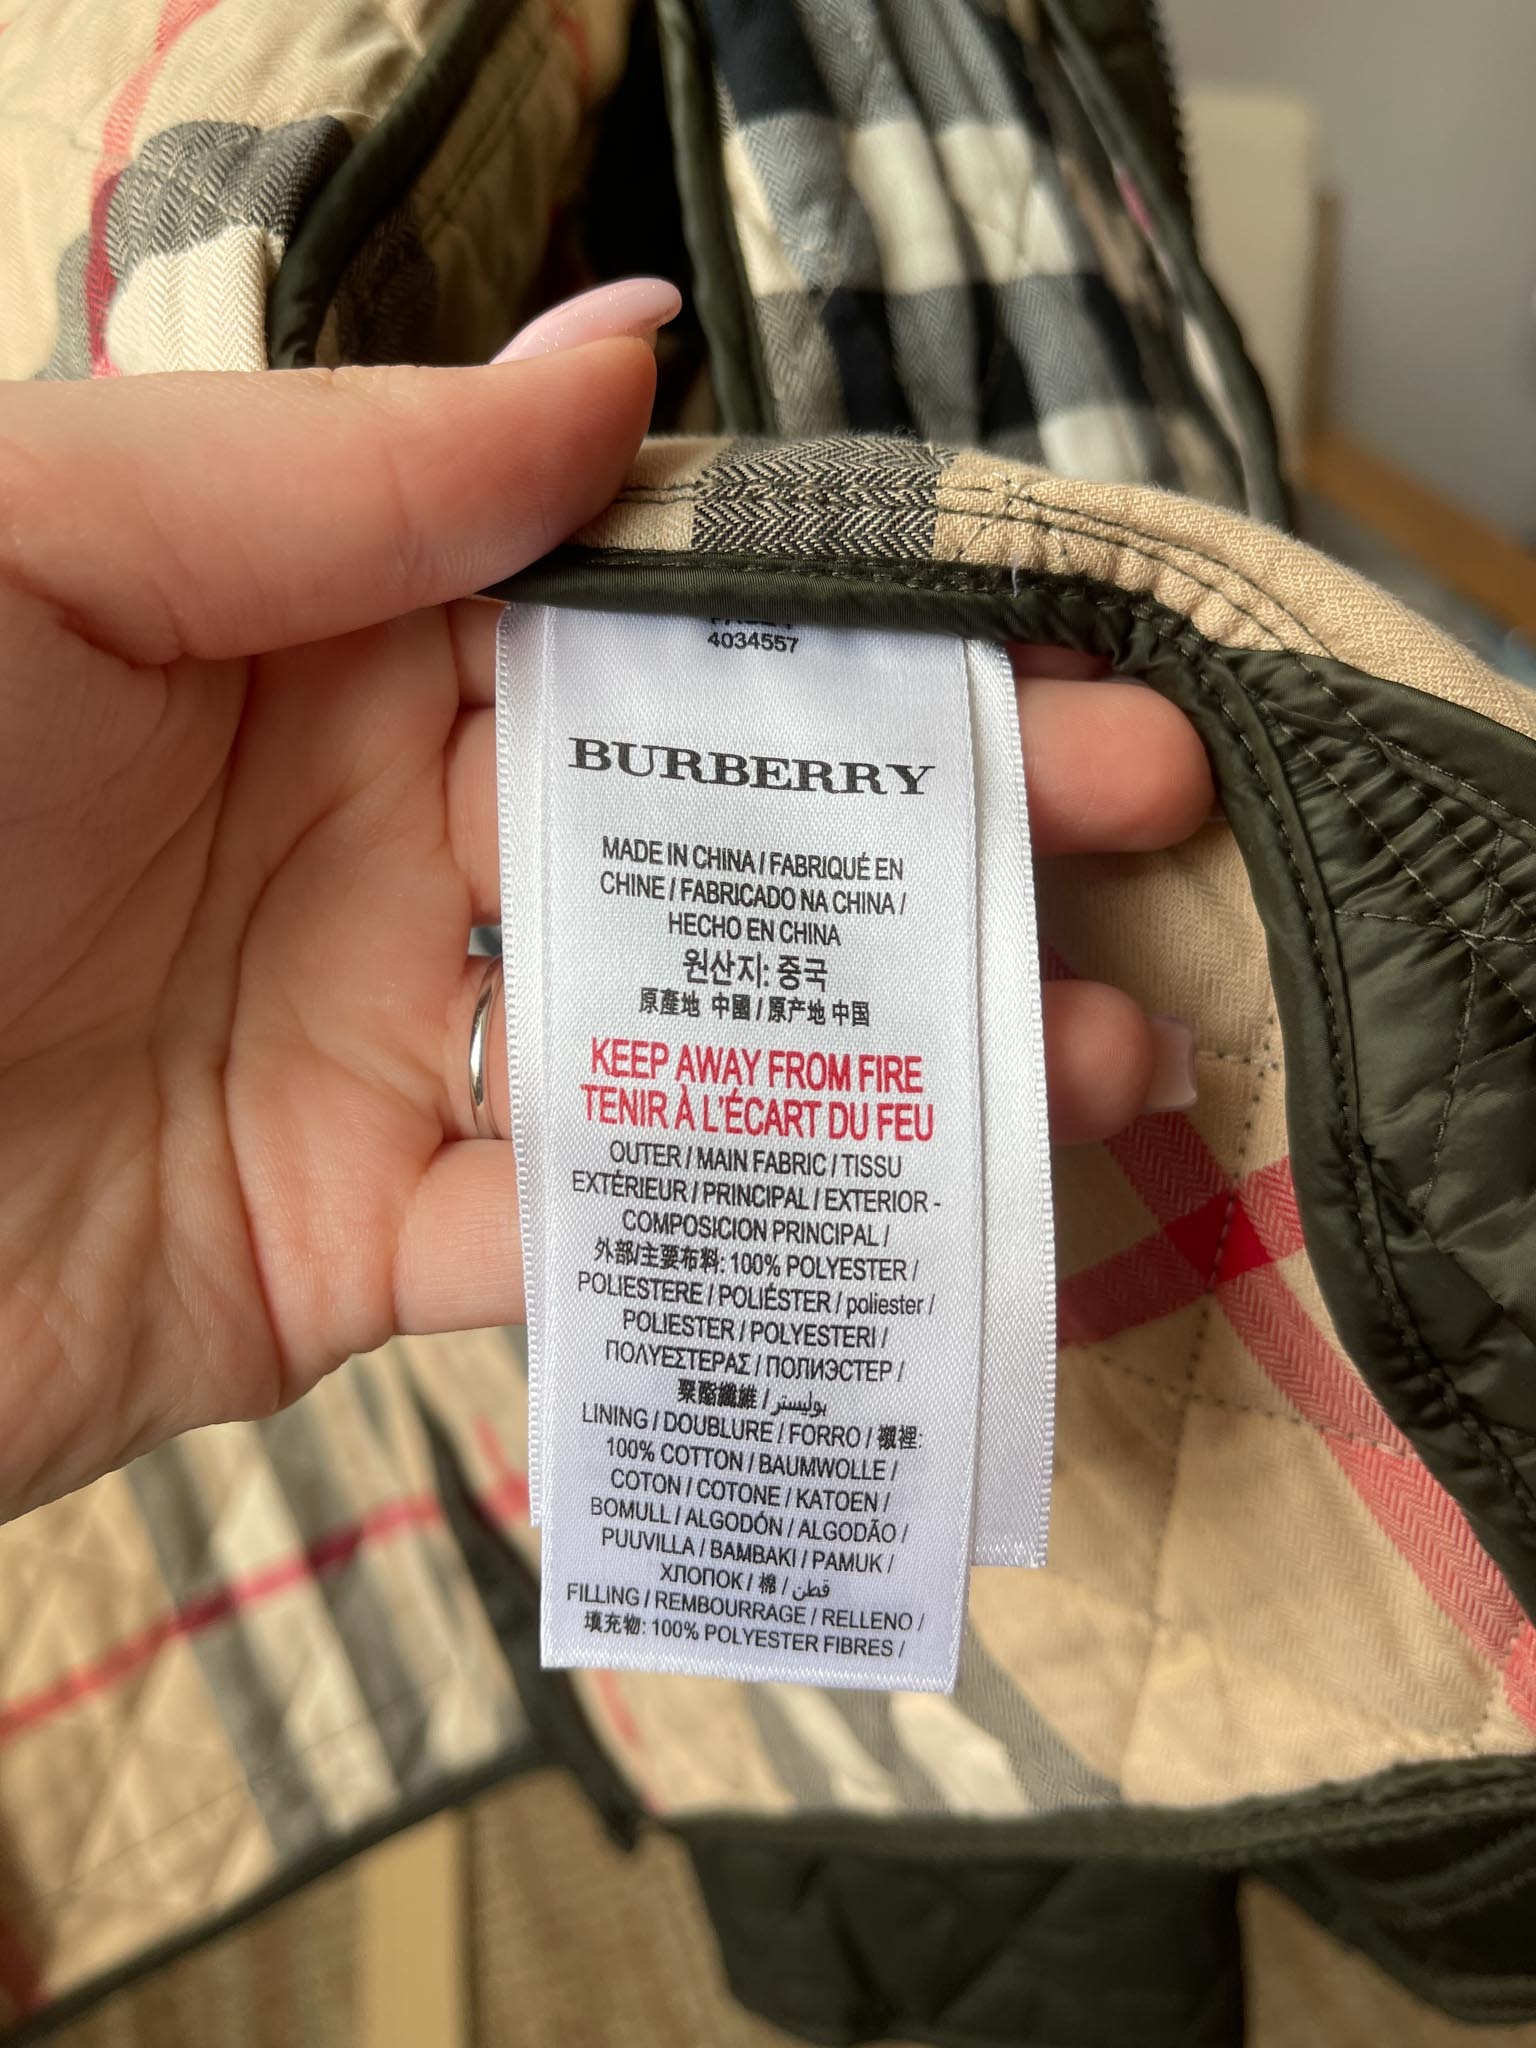 4034557
BURBERRY
MADE IN CHINA / FABRIQUÉ EN
CHINE / FABRICADO NA CHINA /
HECHO EN CHINA
원산지: 중국
原產地 中國 / 原产地 中国
KEEP AWAY FROM FIRE
TENIR À L'ÉCART DU FEU
OUTER / MAIN FABRIC / TISSU
EXTÉRIEUR / PRINCIPAL / EXTERIOR -
COMPOSICION PRINCIPAL /
外部/主要布料: 100% POLYESTER /
POLIESTERE / POLIÉSTER / poliester /
POLIESTER / POLYESTERI /
ΠΟΛΥΕΣΤΕΡΑΣ / ПОЛИЭСТЕР /
聚酯纖維 / بوليستر
LINING / DOUBLURE / FORRO / 襯裡:
100% COTTON / BAUMWOLLE /
COTON / COTONE / KATOEN /
BOMULL / ALGODÓN / ALGODÃO /
PUUVILLA / BAMBAKI / PAMUK /
ХЛОПОК / 棉 / قطن
FILLING / REMBOURRAGE / RELLENO /
填充物: 100% POLYESTER FIBRES /